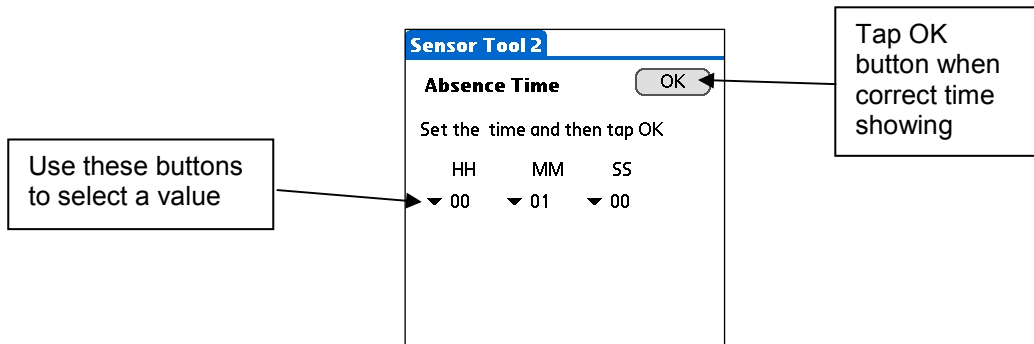 Sensor Tool 2
Absence Time
OK
Set the time and then tap OK
HH MM SS
00 01 00
Use these buttons
to select a value
Tap OK
button when
correct time
showing